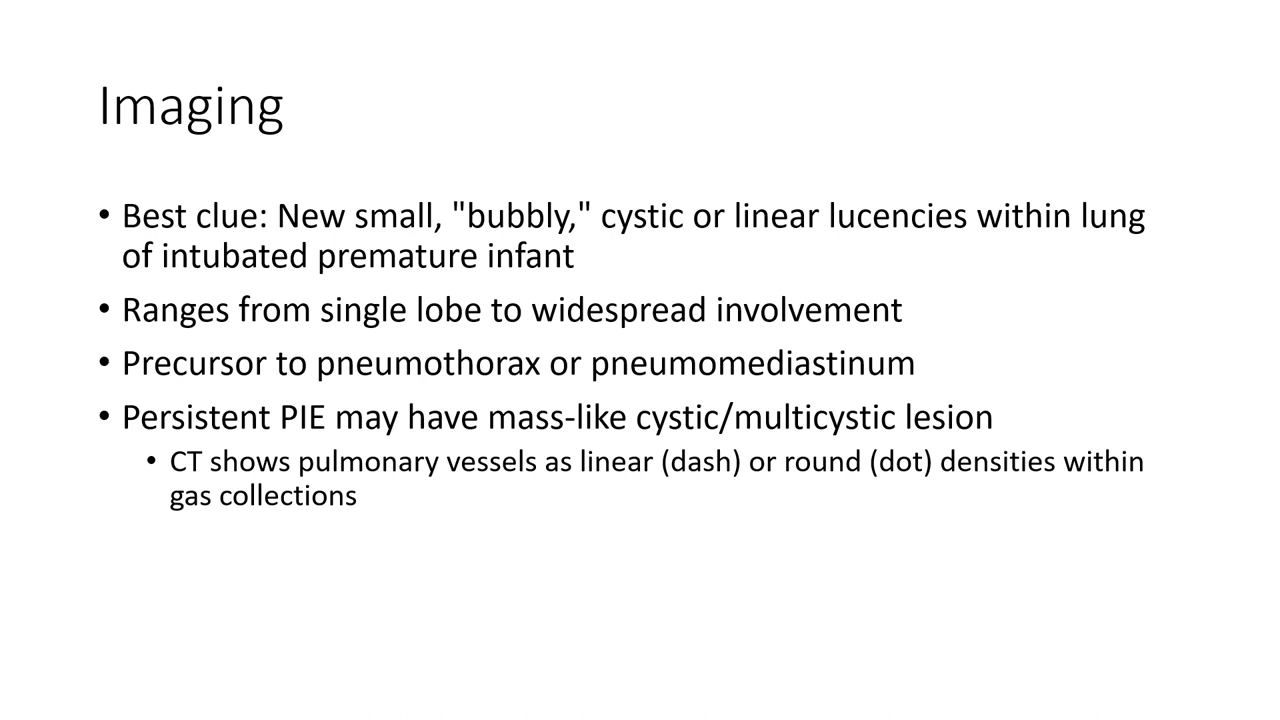 Imaging
• Best clue: New small, "bubbly," cystic or linear lucencies within lung
of intubated premature infant
• Ranges from single lobe to widespread involvement
• Precursor to pneumothorax or pneumomediastinum
• Persistent PIE may have mass-like cystic/multicystic lesion
• CT shows pulmonary vessels as linear (dash) or round (dot) densities within
gas collections